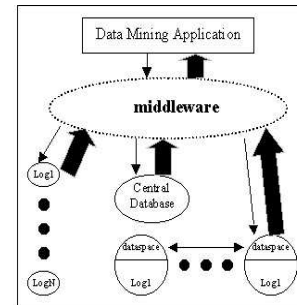 Data Mining Application
middleware
Log1
Central
Database
dataspace
dataspace
LogN
Log1
Log1